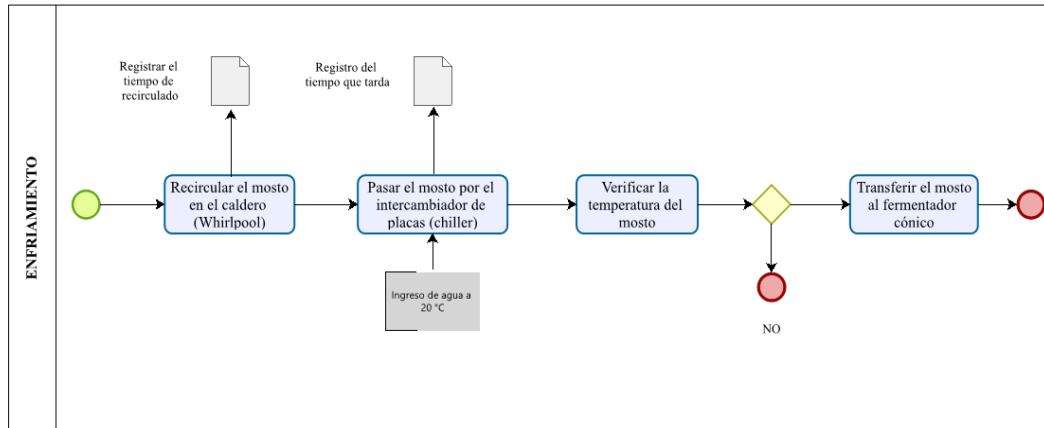 ENFRIAMIENTO
Registrar el
tiempo de
recirculado
Registro del
tiempo que tarda
Recirular el mosto
en el caldero
(Whirlpool)
Pasar el mosto por el
intercambiador de
placas (chiller)
Verificar la
temperatura del
mosto
Transferir el mosto
al fermentador
cónico
Ingreso de agua a
20 °C
NO